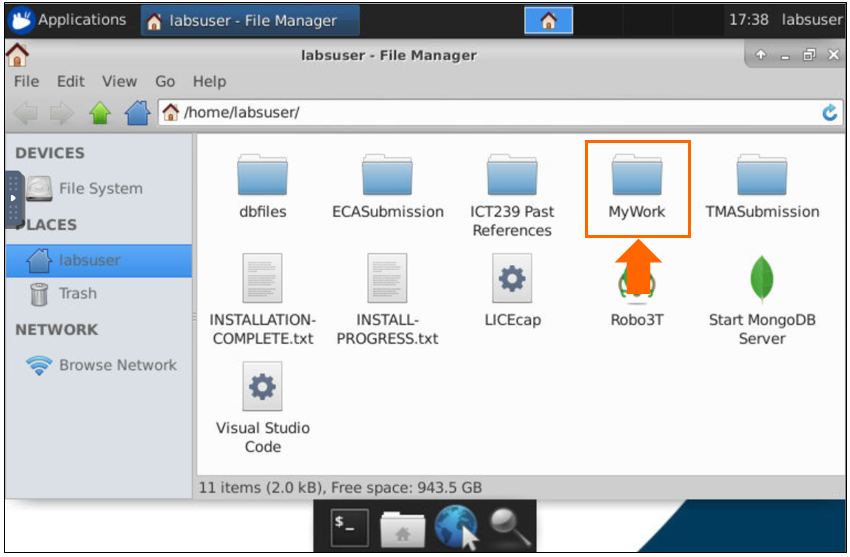 Applications
labsuser - File Manager
17:38 labsuser
labsuser - File Manager
File Edit View Go Help
/home/labsuser/
DEVICES
File System
PLACES
labsuser
Trash
NETWORK
Browse Network
dbfiles
ECASubmission
ICT239 Past
References
MyWork
TMASubmission
INSTALLATION-
COMPLETE.txt
INSTALL-
PROGRESS.txt
LICEcap
Robo3T
Start MongoDB
Server
Visual Studio
Code
11 items (2.0 kB), Free space: 943.5 GB
$_